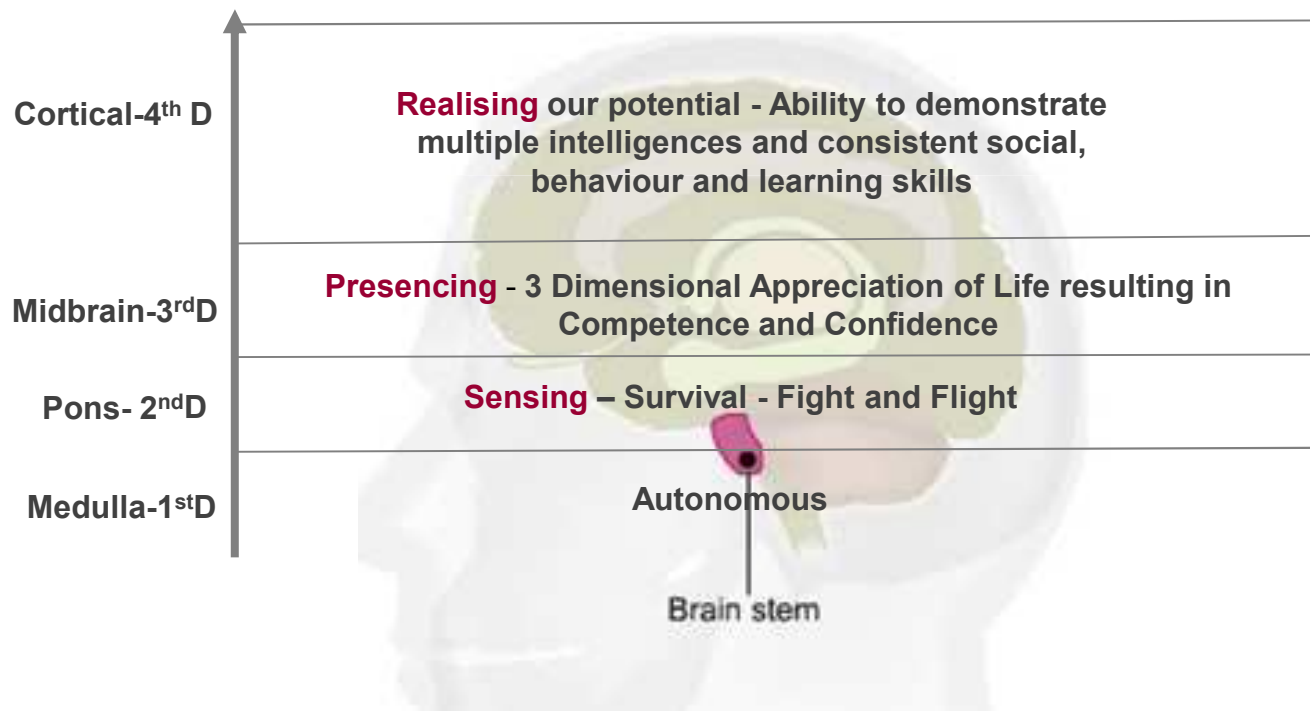 Cortical-4th D
Realising our potential - Ability to demonstrate
multiple intelligences and consistent social,
behaviour and learning skills
Midbrain-3rdD
Presencing - 3 Dimensional Appreciation of Life resulting in
Competence and Confidence
Pons- 2ndD
Sensing – Survival - Fight and Flight
Medulla-1stD
Autonomous
Brain stem